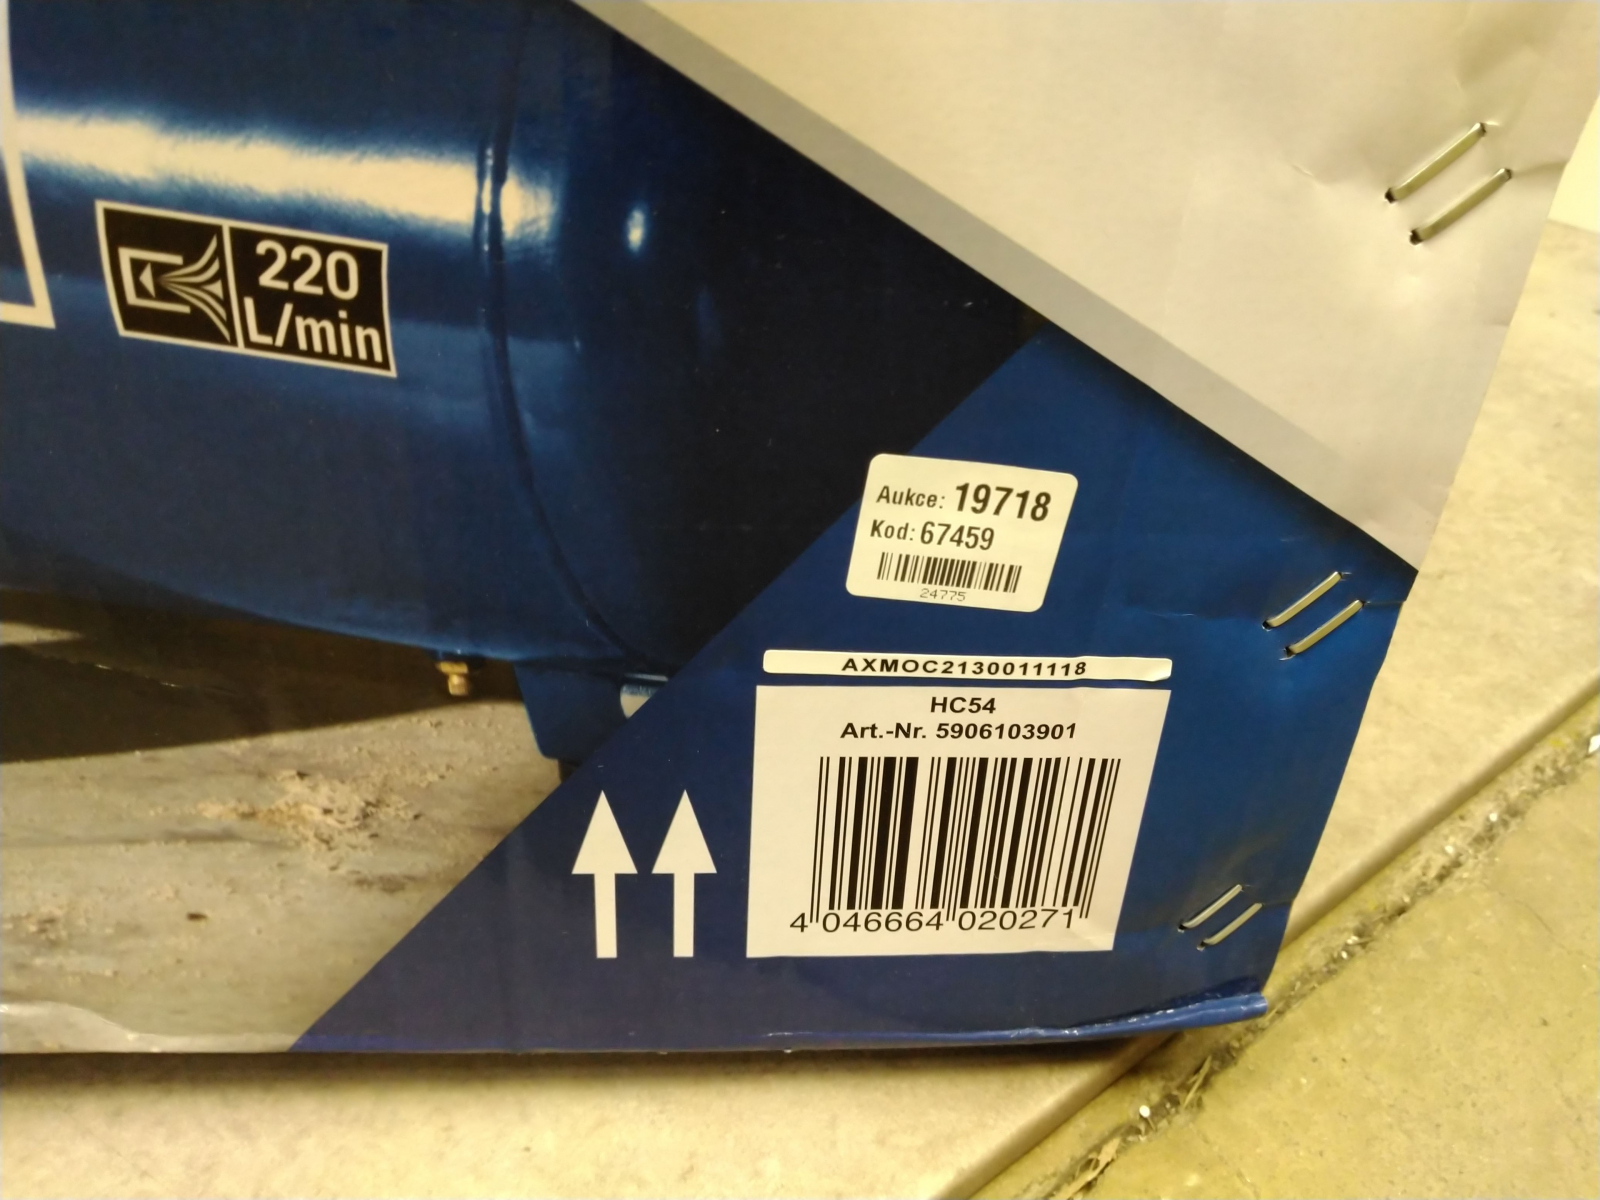 220
L/min
Aukce: 19718
Kod: 67459
24775
AXMOC2130011118
HC54
Art.-Nr. 5906103901
4 046664 020271